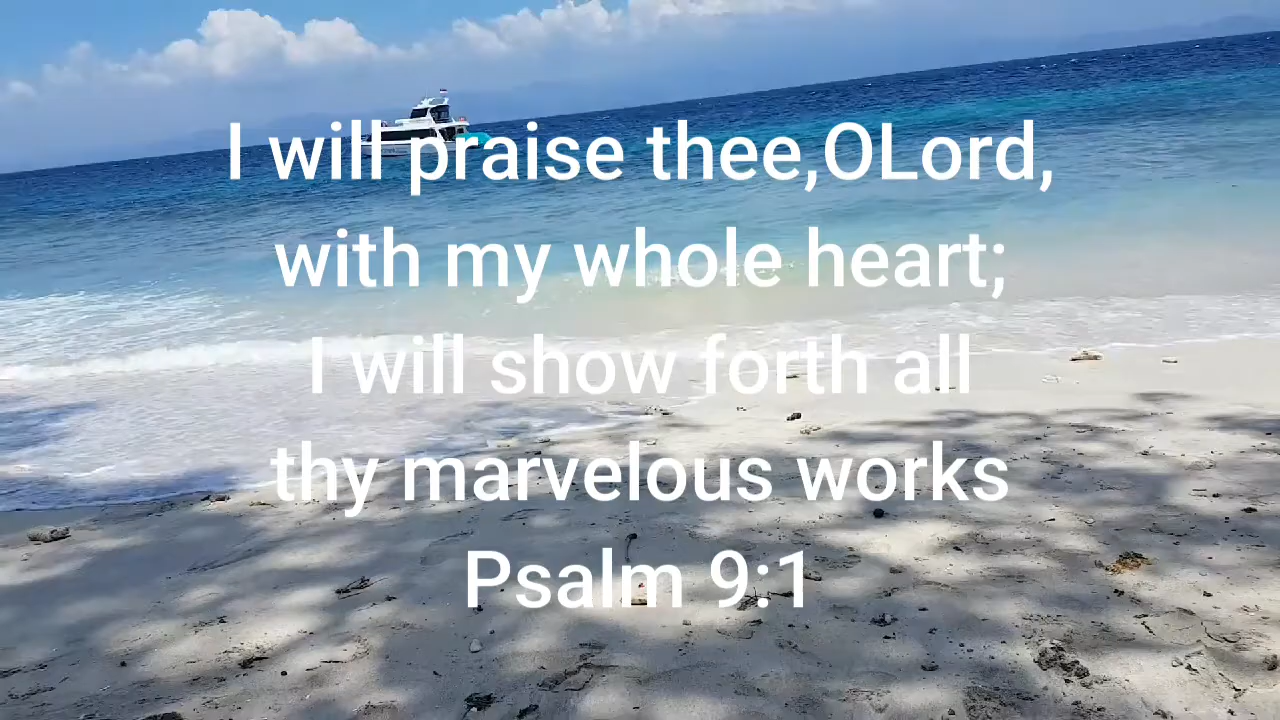 I will praise thee,OLord,
with my whole heart;
I will show forth all
thy marvelous works
Psalm 9:1